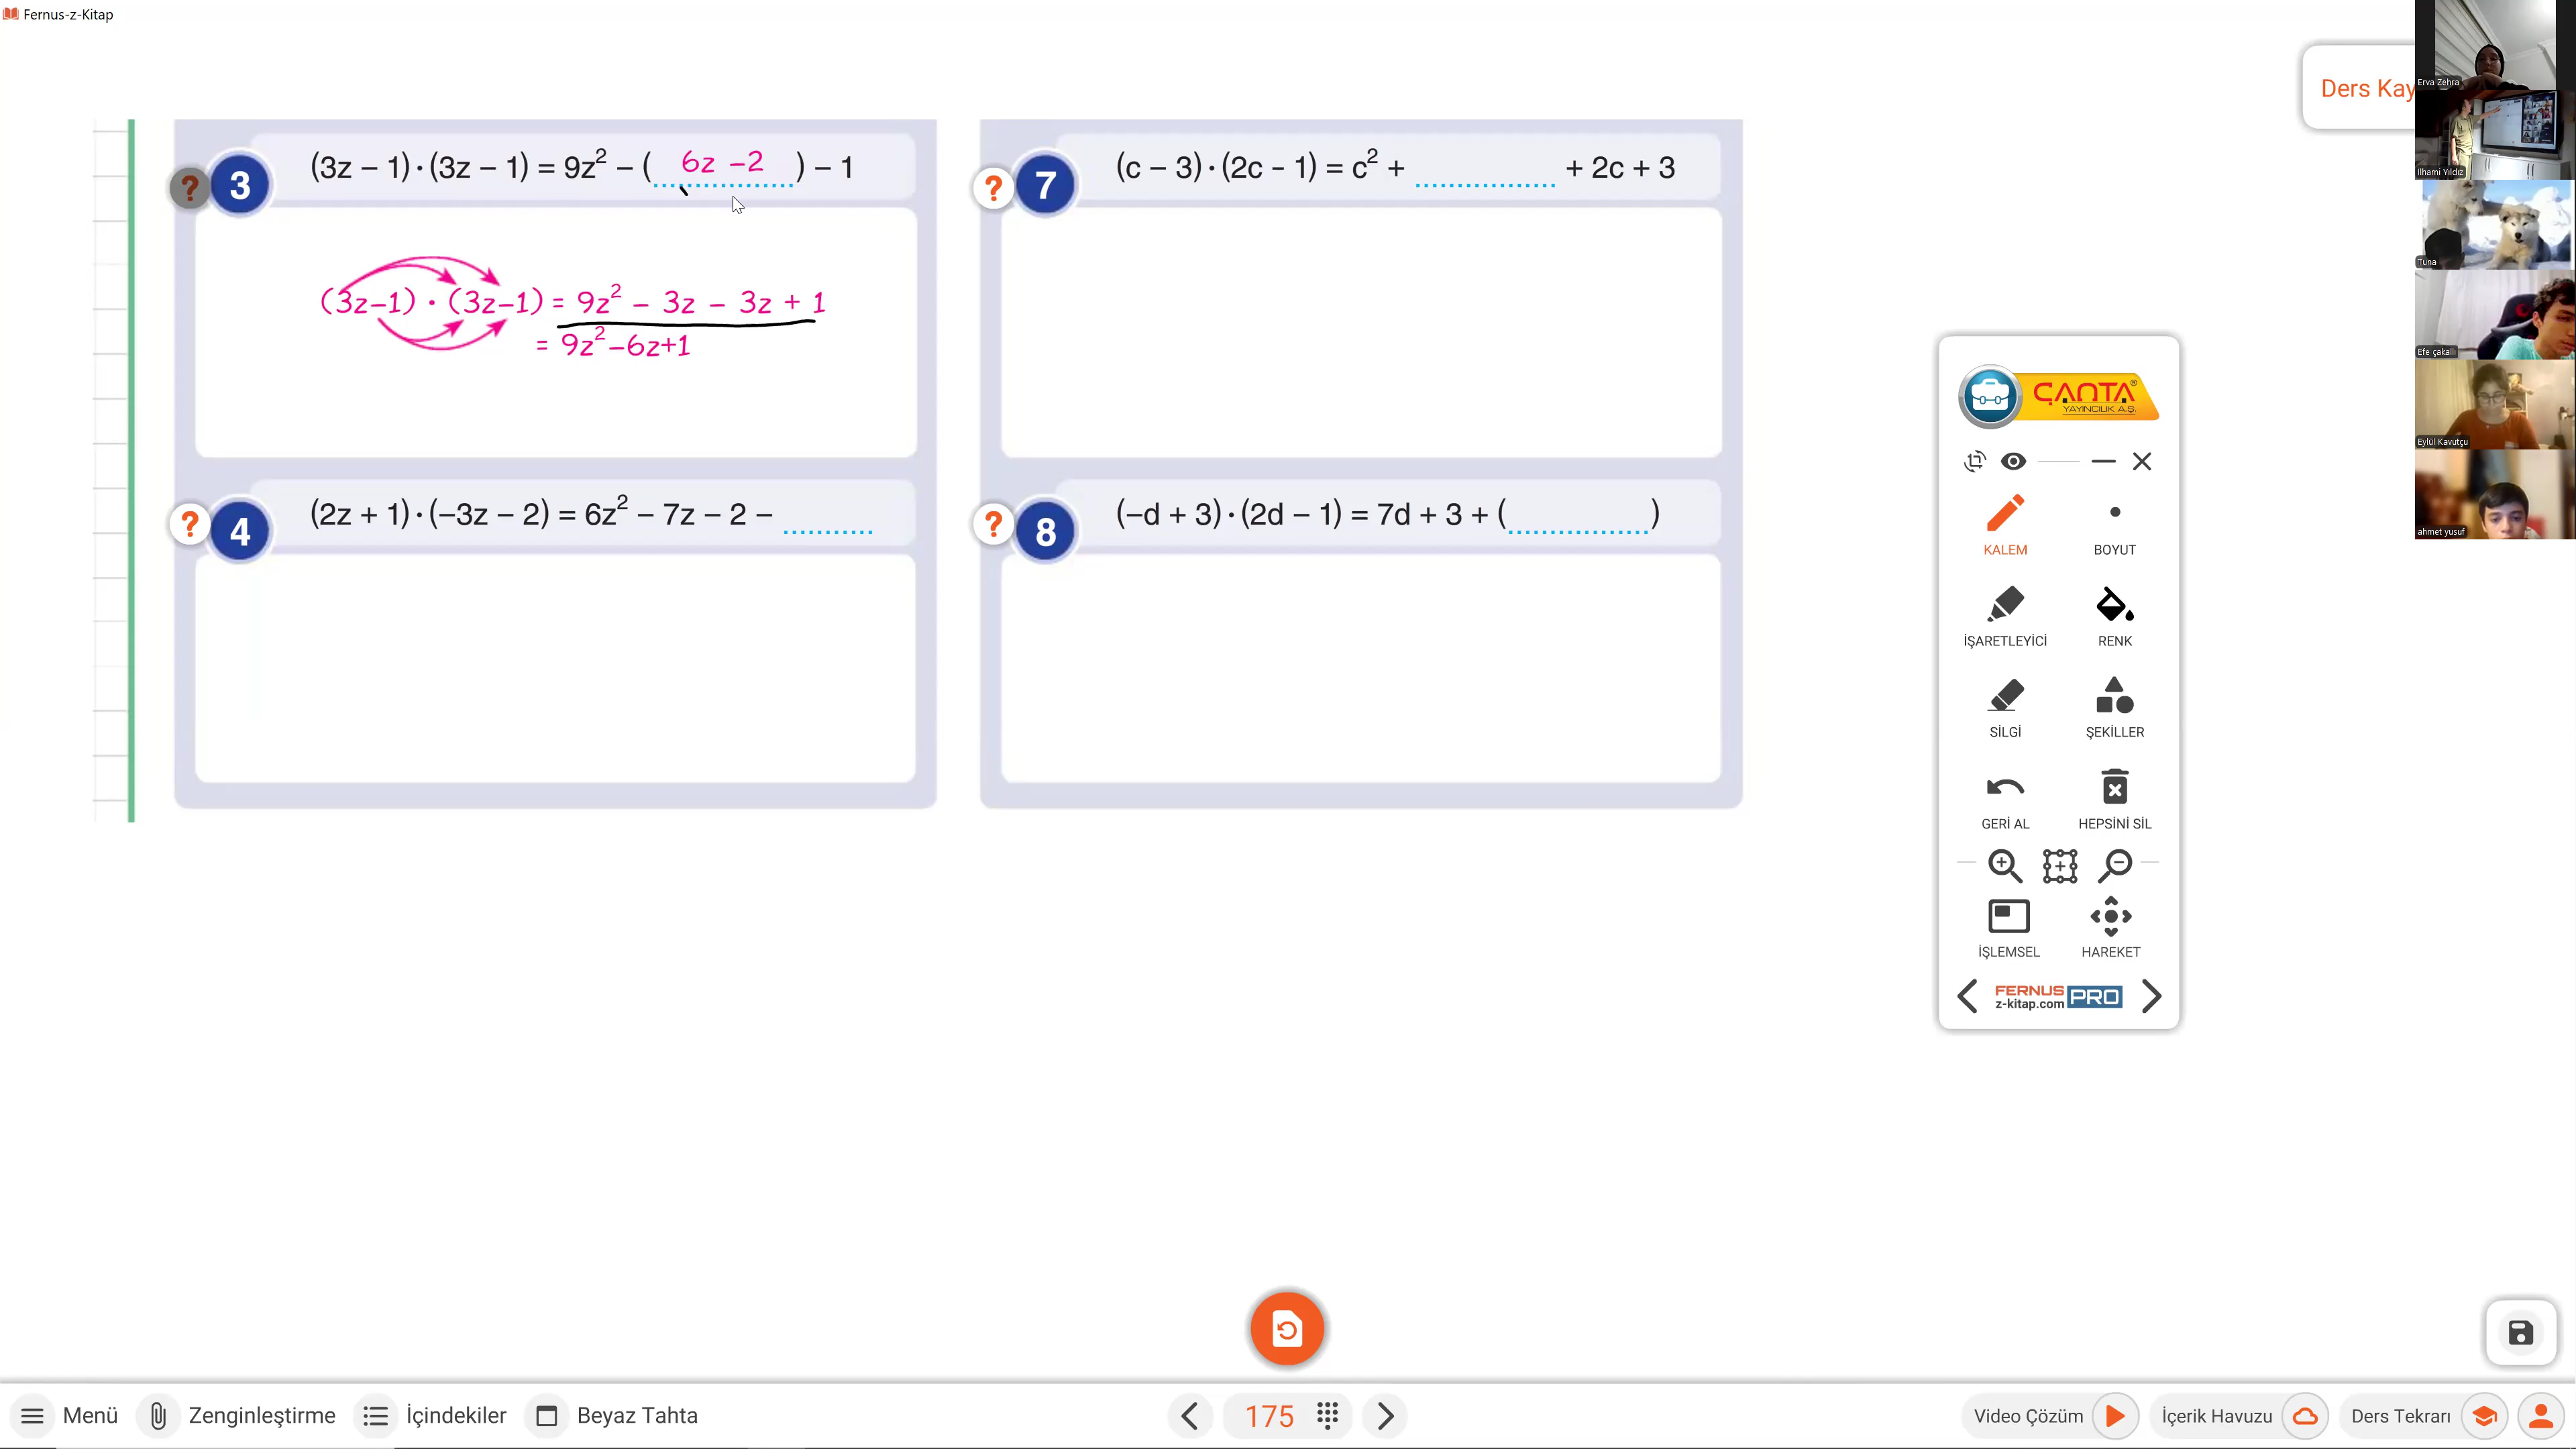 Fernus-z-Kitap
Ders Kay
Erva Zehra
İlhami Yıldız
Tuna
Efe çakallı
Eylül Kavutçu
ahmet yusuf
? 3 (3z − 1)·(3z − 1) = 9z² − ( 6z −2 ) − 1
(3z−1) · (3z−1) = 9z² − 3z − 3z + 1
= 9z²−6z+1
? 4 (2z + 1)·(−3z − 2) = 6z² − 7z − 2 − ...........
? 7 (c − 3)·(2c - 1) = c² + ................. + 2c + 3
? 8 (−d + 3)·(2d − 1) = 7d + 3 + (.................)
ÇANTA®
YAYINCILIK A.Ş.
KALEM BOYUT
İŞARETLEYİCİ RENK
SİLGİ ŞEKİLLER
GERİ AL HEPSİNİ SİL
İŞLEMSEL HAREKET
FERNUS PRO
z-kitap.com
Menü Zenginleştirme İçindekiler Beyaz Tahta 175 Video Çözüm İçerik Havuzu Ders Tekrarı